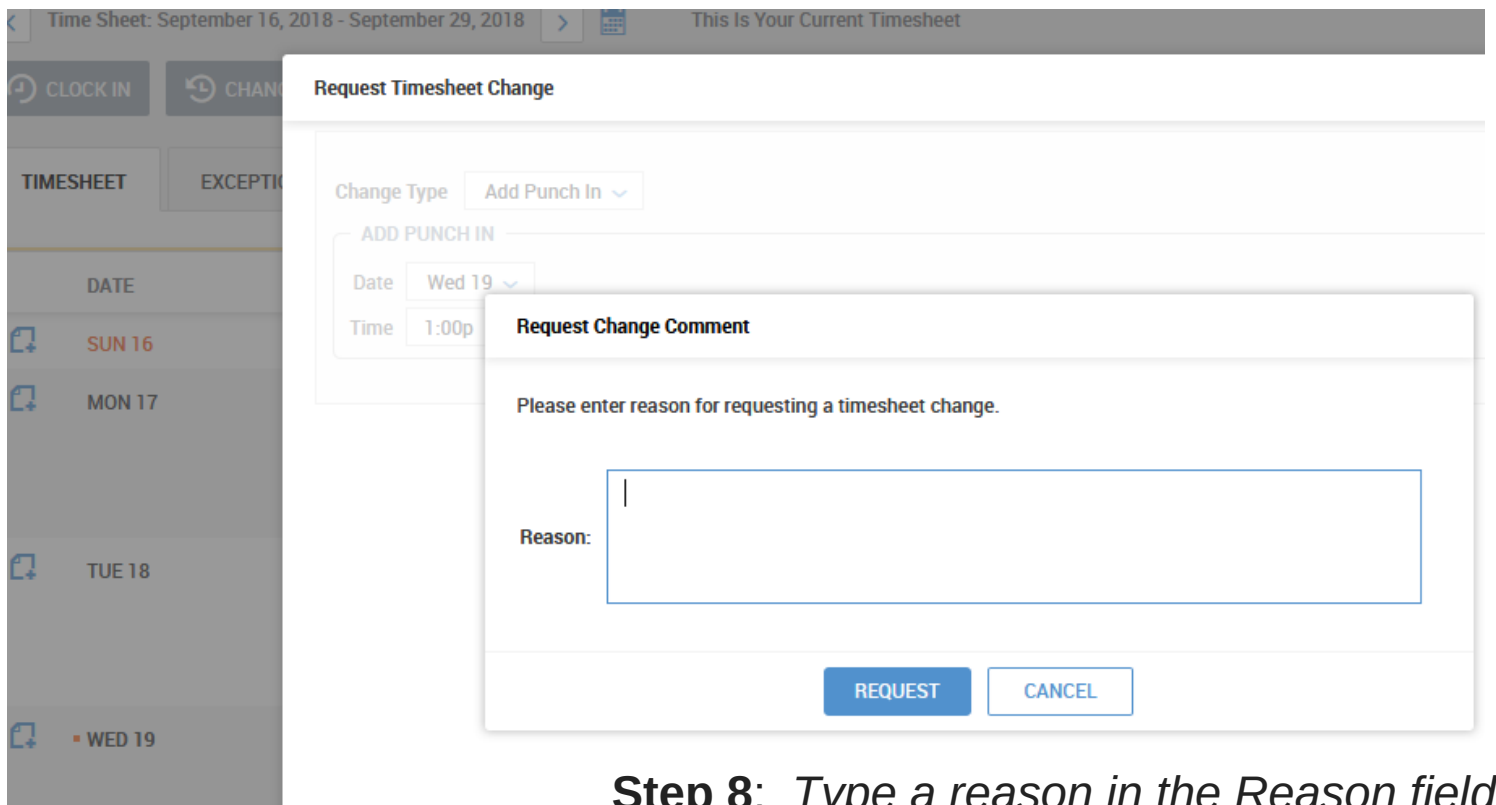 Time Sheet: September 16, 2018 - September 29, 2018 This Is Your Current Timesheet
CLOCK IN
Request Timesheet Change
TIMESHEET
Change Type Add Punch In
ADD PUNCH IN
DATE
Date Wed 19
Time 1:00p
Request Change Comment
SUN 16
MON 17
Please enter reason for requesting a timesheet change.
Reason:
TUE 18
REQUEST CANCEL
WED 19
Step 8: Type a reason in the Reason field